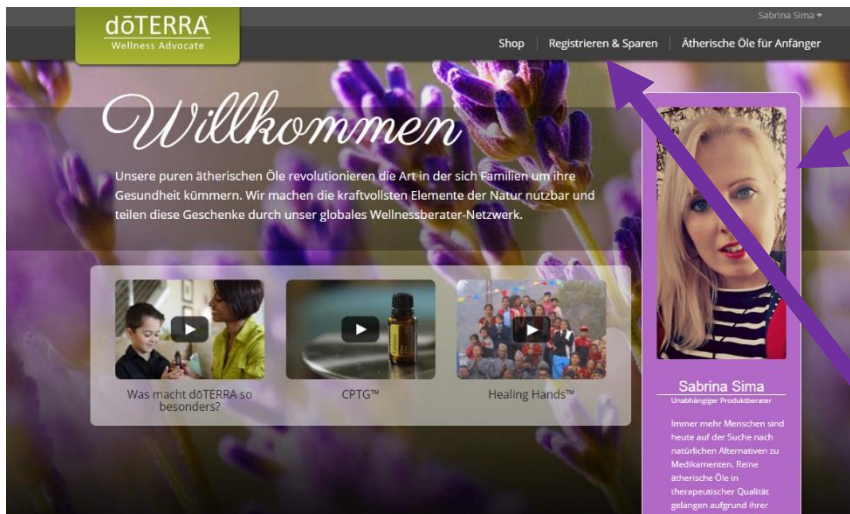 dōTERRA
Wellness Advocate
Sabrina Sima
Shop
Registrieren & Sparen
Ätherische Öle für Anfänger
Willkommen
Unsere puren ätherischen Öle revolutionieren die Art in der sich Familien um ihre
Gesundheit kümmern. Wir machen die kraftvollsten Elemente der Natur nutzbar und
teilen diese Geschenke durch unser globales Wellnessberater-Netzwerk.
Was macht dōTERRA so
besonders?
CPTG™
Healing Hands™
Sabrina Sima
Unabhängiger Produktberater
Immer mehr Menschen sind
heute auf der Suche nach
natürlichen Alternativen zu
Medikamenten. Reine
ätherische Öle in
therapeutischer Qualität
gelangen aufgrund ihrer